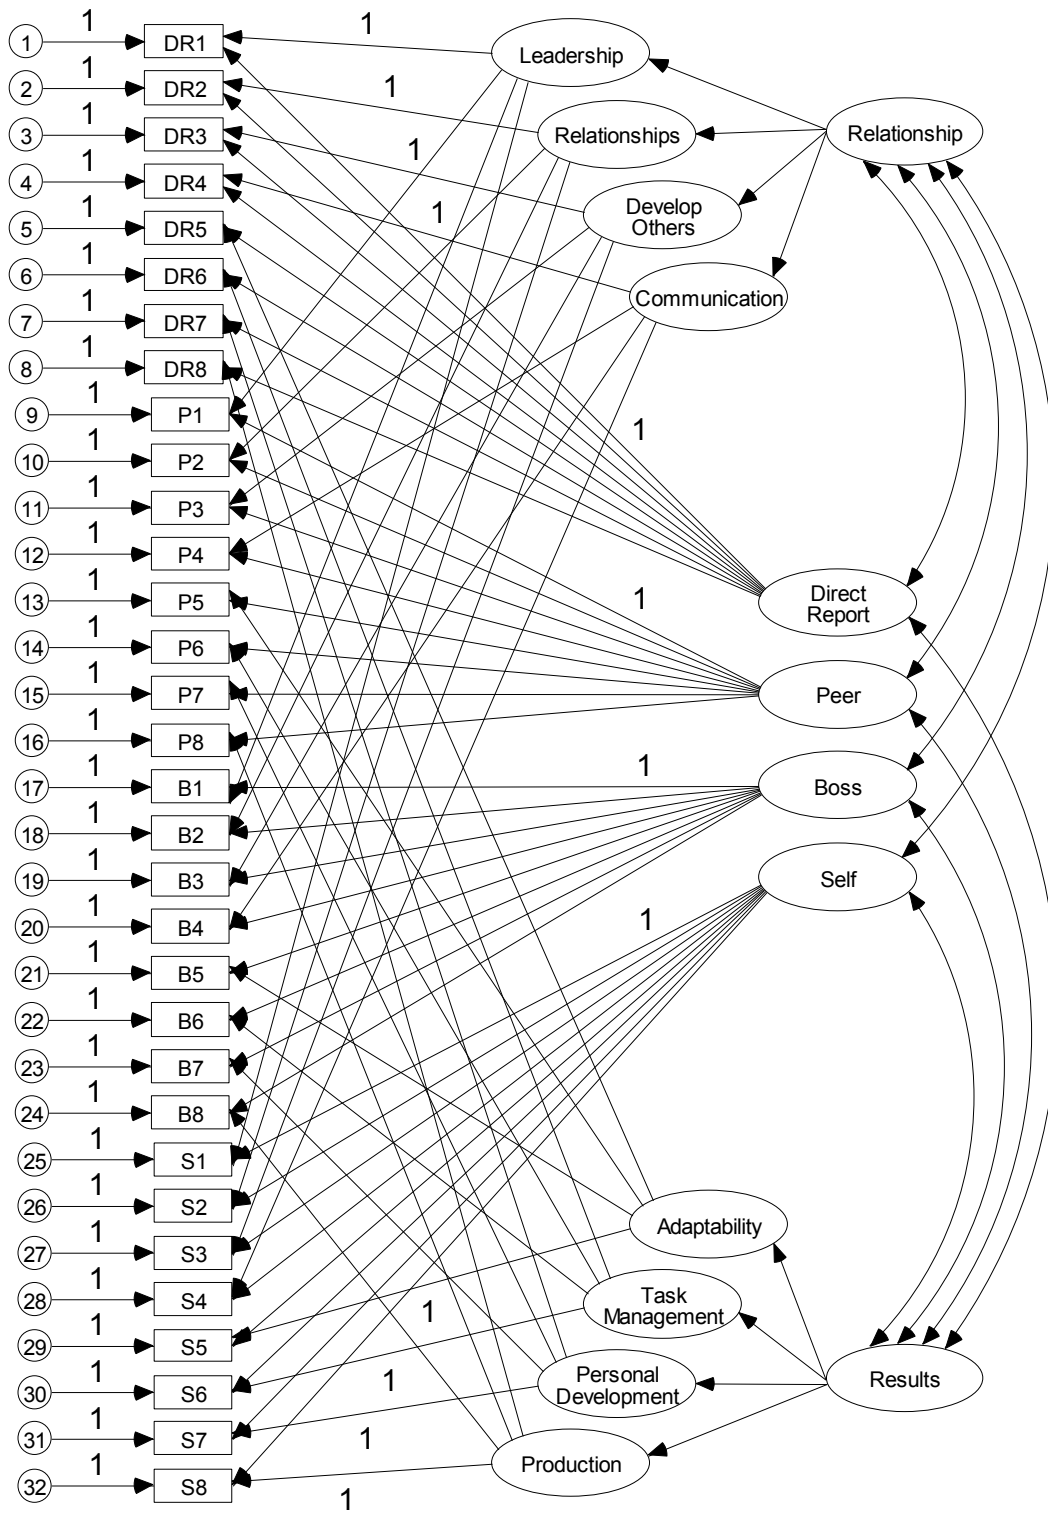 1 1 DR1 1 Leadership
2 1 DR2 1 Relationships Relationship
3 1 DR3 1 Develop
Others
4 1 DR4 1 Communication
5 1 DR5
6 1 DR6
7 1 DR7
8 1 DR8
9 1 P1 1
10 1 P2
11 1 P3
12 1 P4
13 1 P5 1 Direct
Report
14 1 P6
15 1 P7 Peer
16 1 P8
17 1 B1 1 Boss
18 1 B2
19 1 B3 Self
20 1 B4 1
21 1 B5
22 1 B6
23 1 B7
24 1 B8
25 1 S1
26 1 S2 Adaptability
27 1 S3
28 1 S4 1 Task
Management
29 1 S5
30 1 S6 1 Personal
Development Results
31 1 S7 1
32 1 S8 1 Production